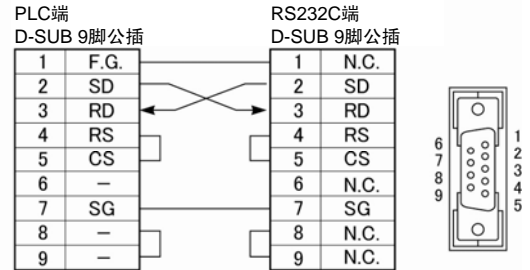 PLC端 RS232C端
D-SUB 9脚公插 D-SUB 9脚公插
1 F.G. 1 N.C.
2 SD 2 SD
3 RD 3 RD
4 RS 4 RS
5 CS 5 CS
6 – 6 N.C.
7 SG 7 SG
8 – 8 N.C.
9 – 9 N.C.
6 1
7 2
8 3
9 4
5